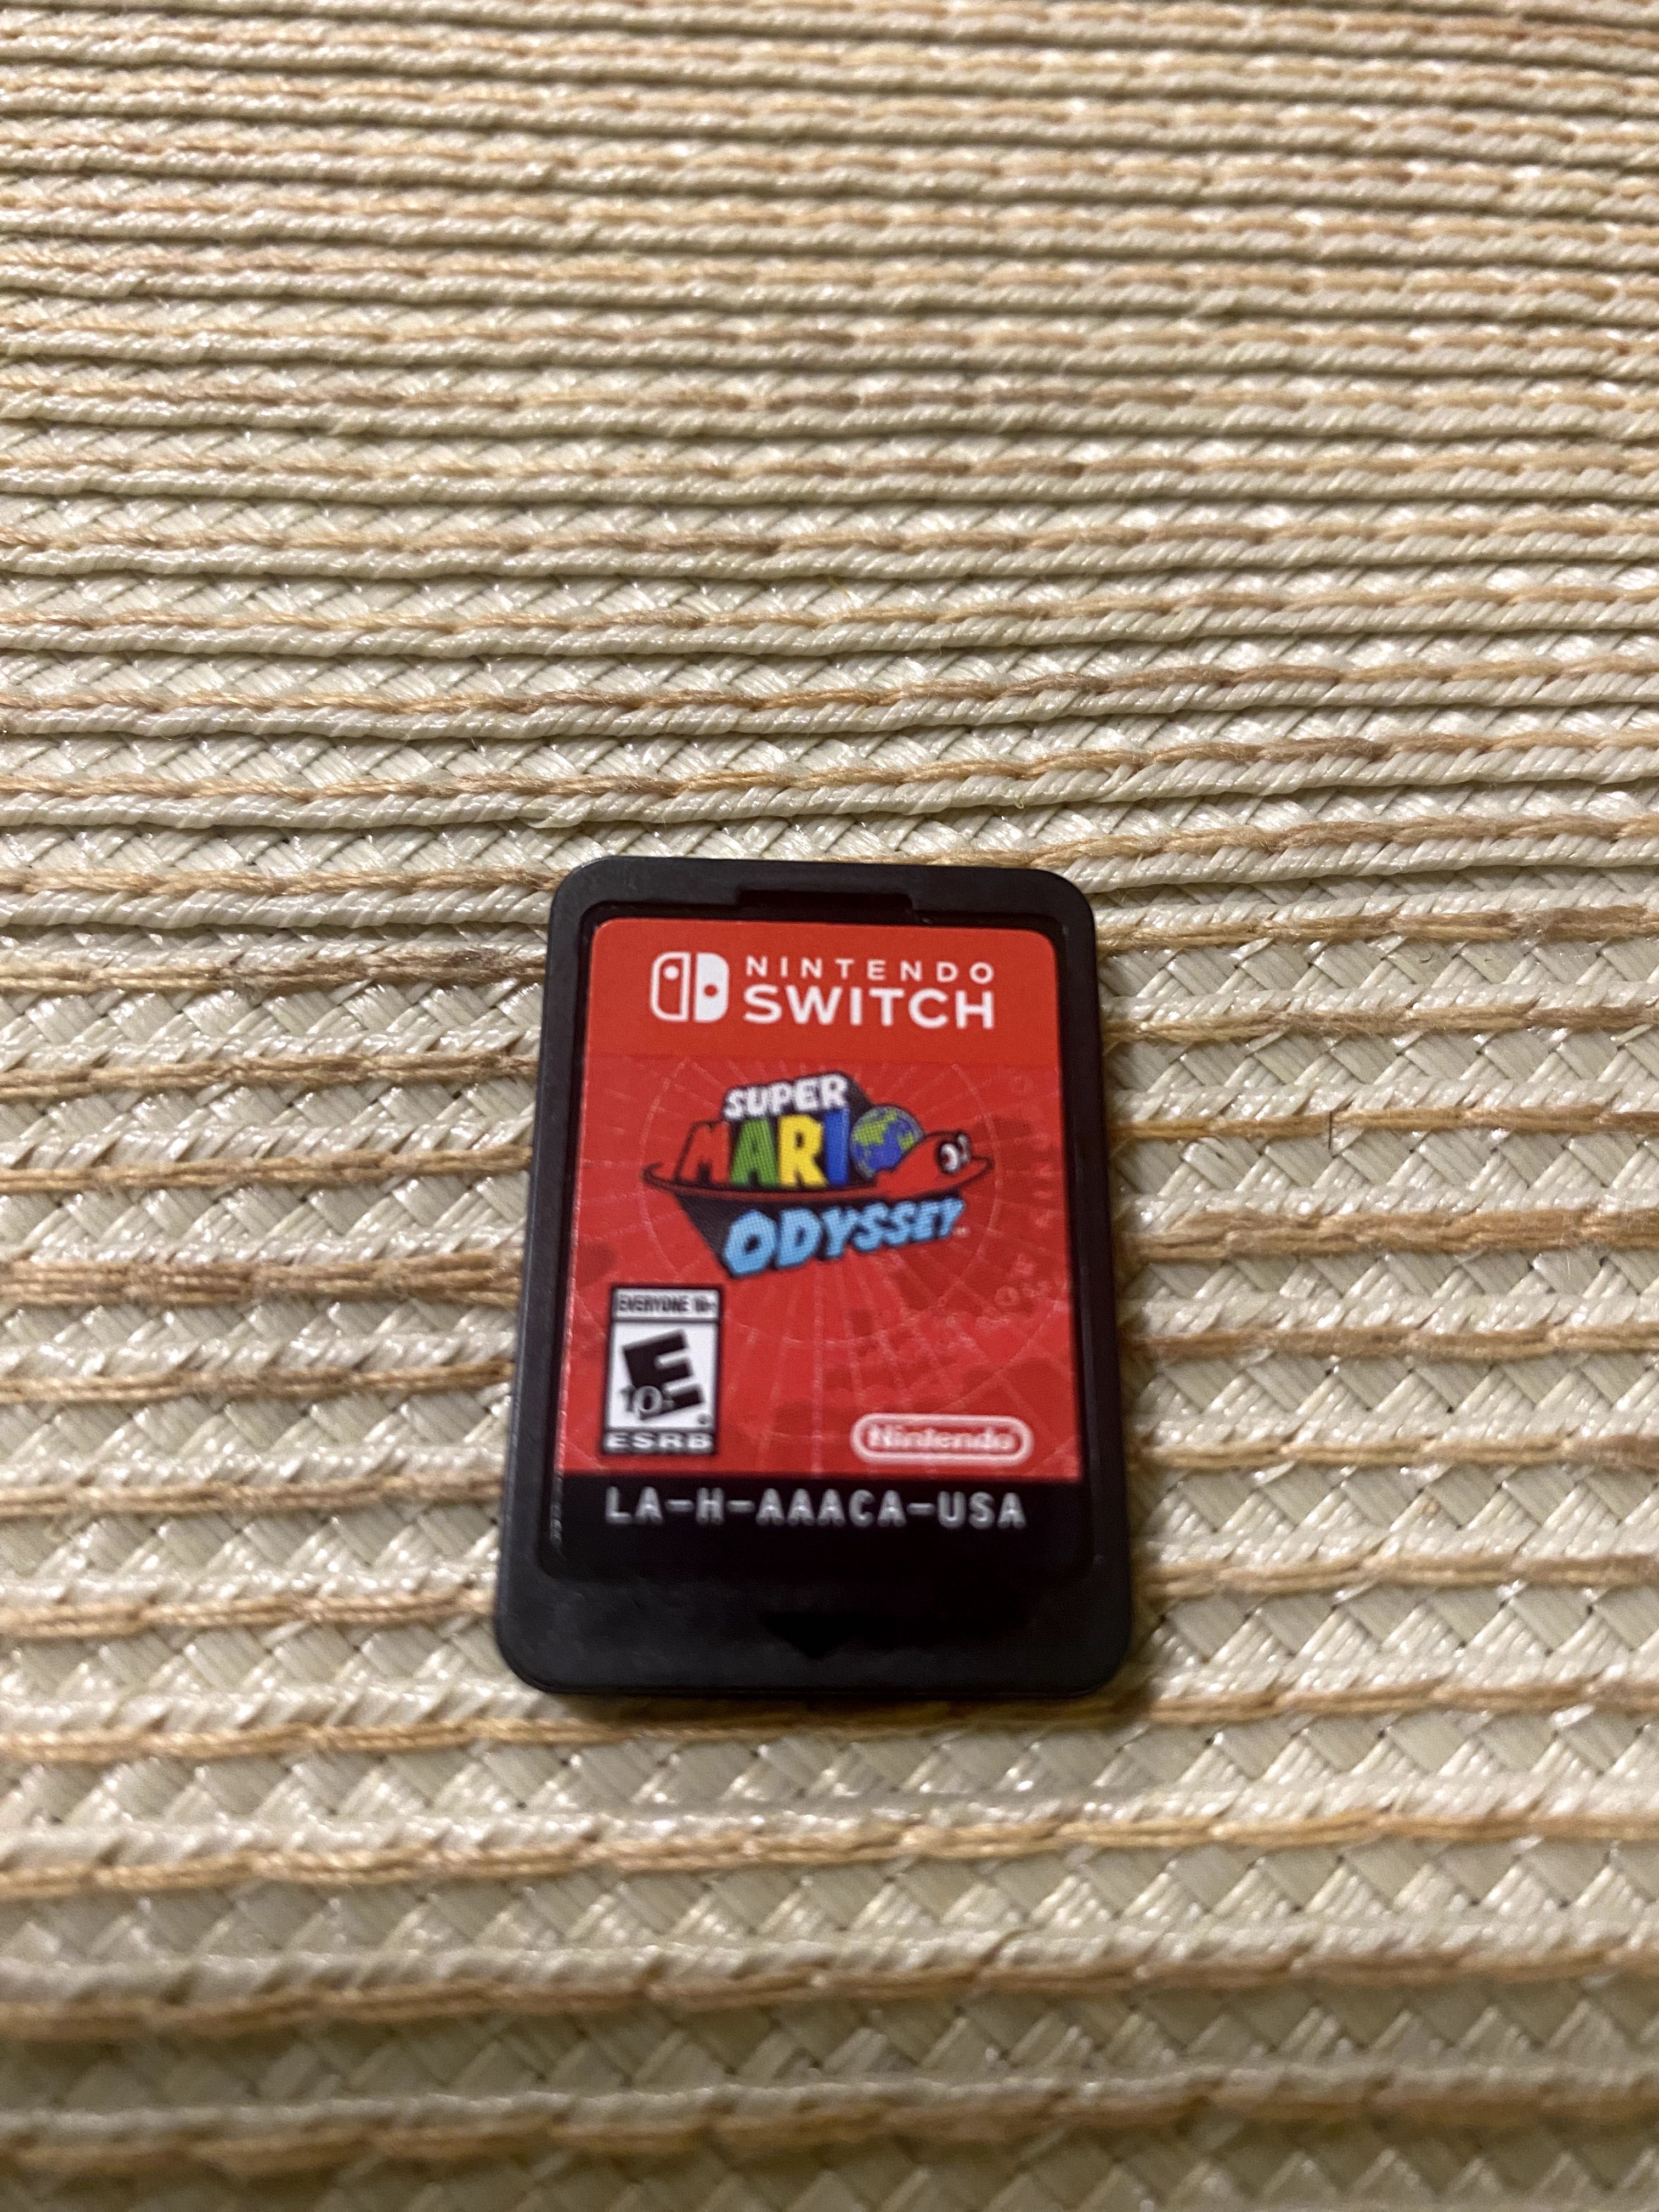 NINTENDO
SWITCH
SUPER
MARIO
ODYSSEY
EVERYONE 10+
E
10+
ESRB
Nintendo
LA-H-AAACA-USA